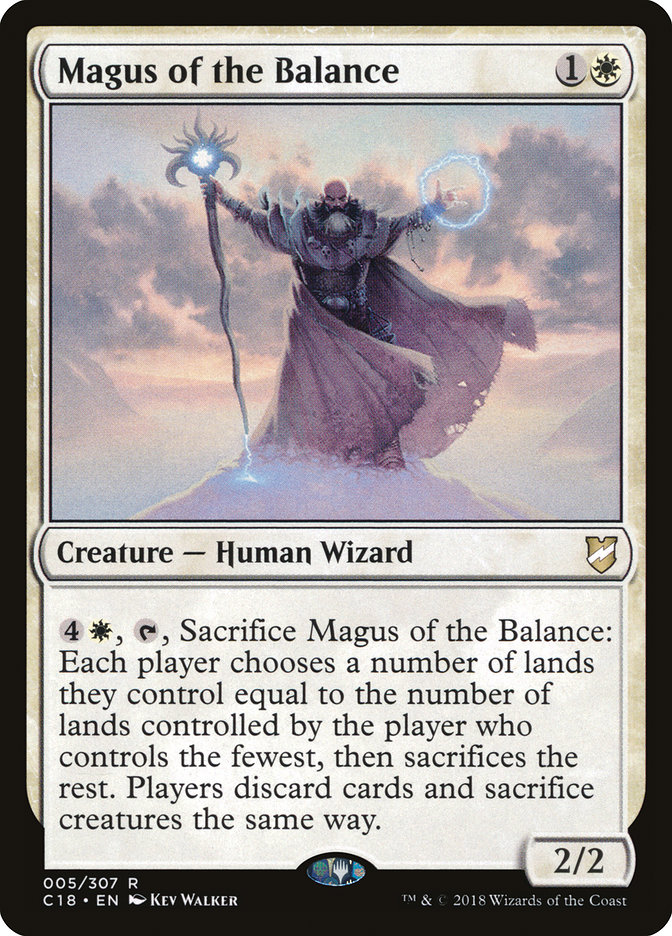 Magus of the Balance 1
Creature — Human Wizard
4, , Sacrifice Magus of the Balance:
Each player chooses a number of lands
they control equal to the number of
lands controlled by the player who
controls the fewest, then sacrifices the
rest. Players discard cards and sacrifice
creatures the same way.
2/2
005/307 R
C18 • EN Kev Walker
™ & © 2018 Wizards of the Coast